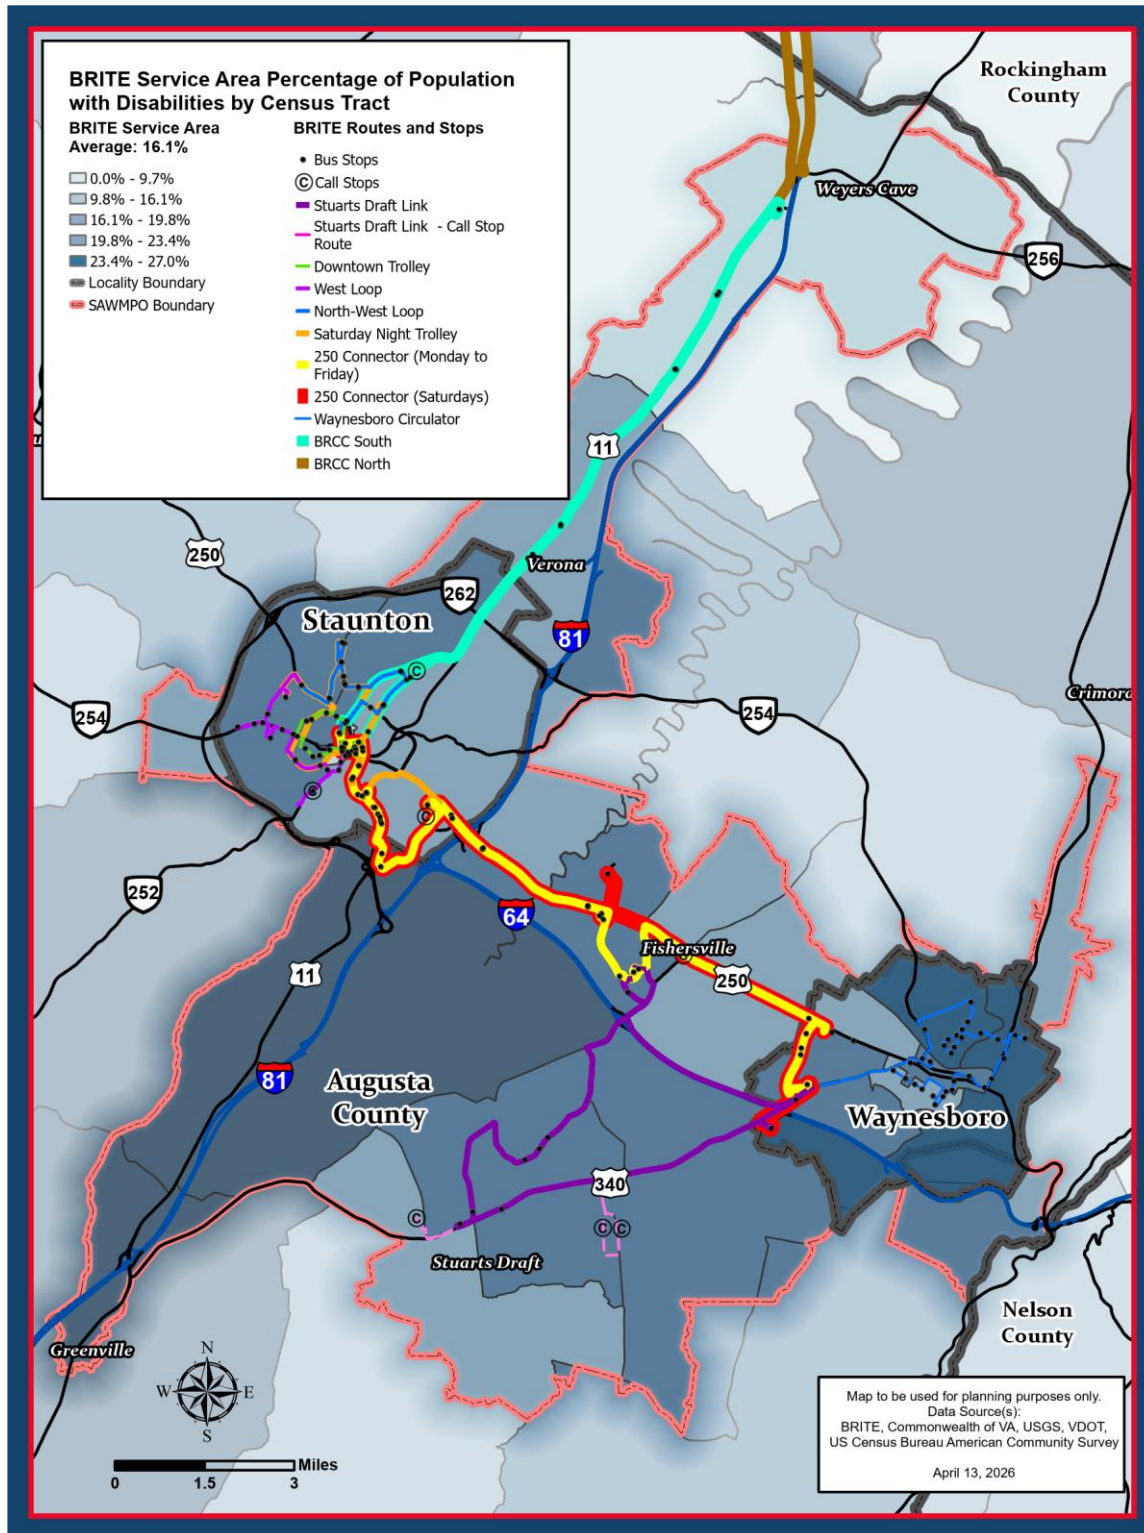 BRITE Service Area Percentage of Population
with Disabilities by Census Tract
BRITE Service Area
Average: 16.1%
0.0% - 9.7%
9.8% - 16.1%
16.1% - 19.8%
19.8% - 23.4%
23.4% - 27.0%
Locality Boundary
SAWMPO Boundary
BRITE Routes and Stops
Bus Stops
C Call Stops
Stuarts Draft Link
Stuarts Draft Link - Call Stop
Route
Downtown Trolley
West Loop
North-West Loop
Saturday Night Trolley
250 Connector (Monday to
Friday)
250 Connector (Saturdays)
Waynesboro Circulator
BRCC South
BRCC North
Rockingham
County
Weyers Cave
256
11
250
Verona
262
Staunton
81
C
254
254
Crimora
C
C
252
64
Fishersville
11
250
81
Augusta
County
Waynesboro
340
C
C C
Stuarts Draft
Nelson
County
Greenville
N
W E
S
Miles
0 1.5 3
Map to be used for planning purposes only.
Data Source(s):
BRITE, Commonwealth of VA, USGS, VDOT,
US Census Bureau American Community Survey
April 13, 2026